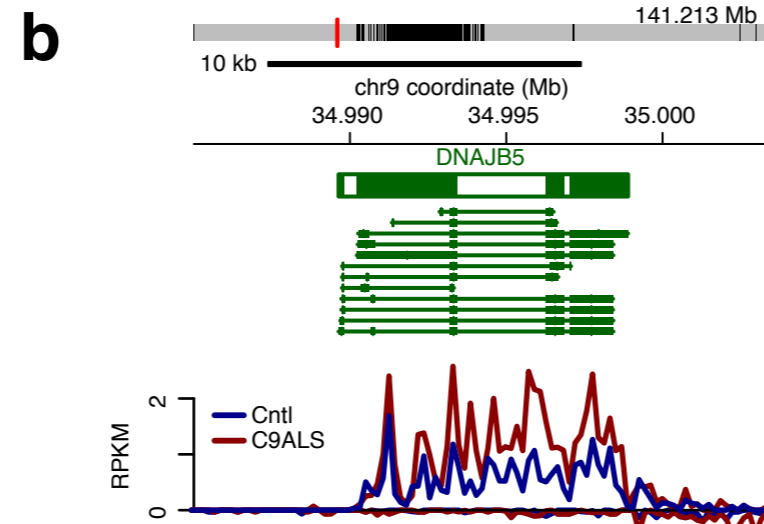 b
141.213 Mb
10 kb
chr9 coordinate (Mb)
34.990 34.995 35.000
DNAJB5
2
Cntl
C9ALS
RPKM
0